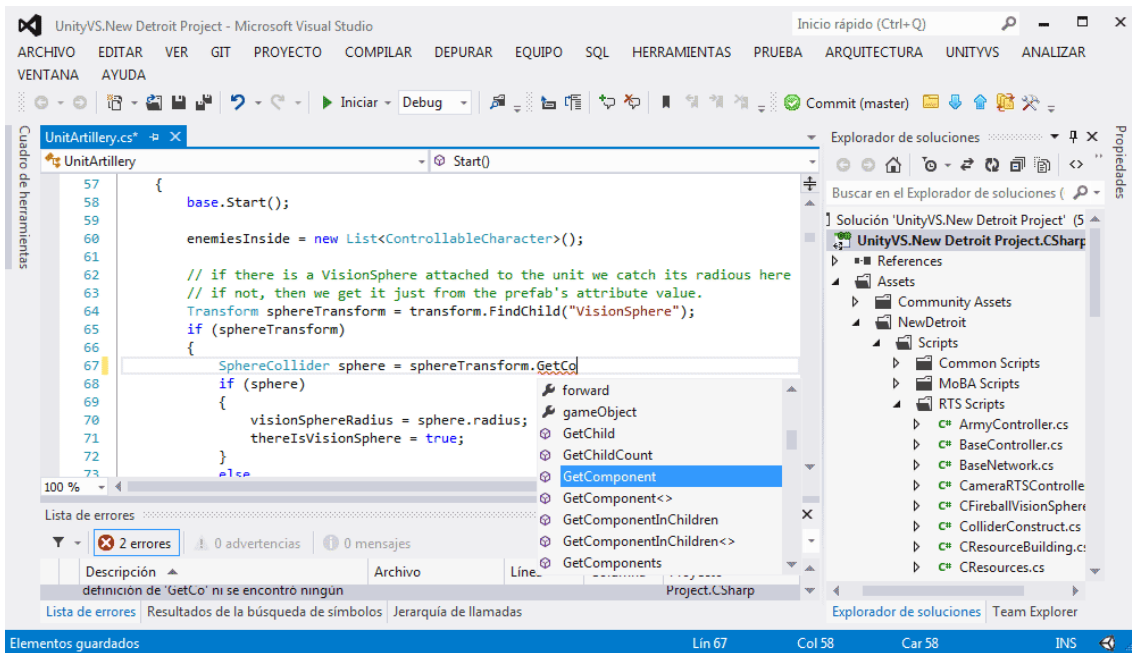 UnityVS.New Detroit Project - Microsoft Visual Studio
Inicio rápido (Ctrl+Q)
ARCHIVO EDITAR VER GIT PROYECTO COMPILAR DEPURAR EQUIPO SQL HERRAMIENTAS PRUEBA ARQUITECTURA UNITYVS ANALIZAR
VENTANA AYUDA
Iniciar Debug Commit (master)
Cuadro de herramientas
UnitArtillery.cs*
UnitArtillery Start()
57 {
58 base.Start();
59
60 enemiesInside = new List<ControllableCharacter>();
61
62 // if there is a VisionSphere attached to the unit we catch its radious here
63 // if not, then we get it just from the prefab's attribute value.
64 Transform sphereTransform = transform.FindChild("VisionSphere");
65 if (sphereTransform)
66 {
67 SphereCollider sphere = sphereTransform.GetCo
68 if (sphere)
69 {
70 visionSphereRadius = sphere.radius;
71 thereIsVisionSphere = true;
72 }
73 else
100 %
forward
gameObject
GetChild
GetChildCount
GetComponent
GetComponent<>
GetComponentInChildren
GetComponentInChildren<>
GetComponents
Lista de errores
2 errores 0 advertencias 0 mensajes
Descripción Archivo
definición de 'GetCo' ni se encontró ningún Project.CSharp
Lista de errores Resultados de la búsqueda de símbolos Jerarquía de llamadas
Explorador de soluciones
Buscar en el Explorador de soluciones (
Solución 'UnityVS.New Detroit Project' (5
UnityVS.New Detroit Project.CSharp
References
Assets
Community Assets
NewDetroit
Scripts
Common Scripts
MoBA Scripts
RTS Scripts
C# ArmyController.cs
C# BaseController.cs
C# BaseNetwork.cs
C# CameraRTSControlle
C# CFireballVisionSphere
C# ColliderConstruct.cs
C# CResourceBuilding.c
C# CResources.cs
Explorador de soluciones Team Explorer
Propiedades
Elementos guardados Lín 67 Col 58 Car 58 INS